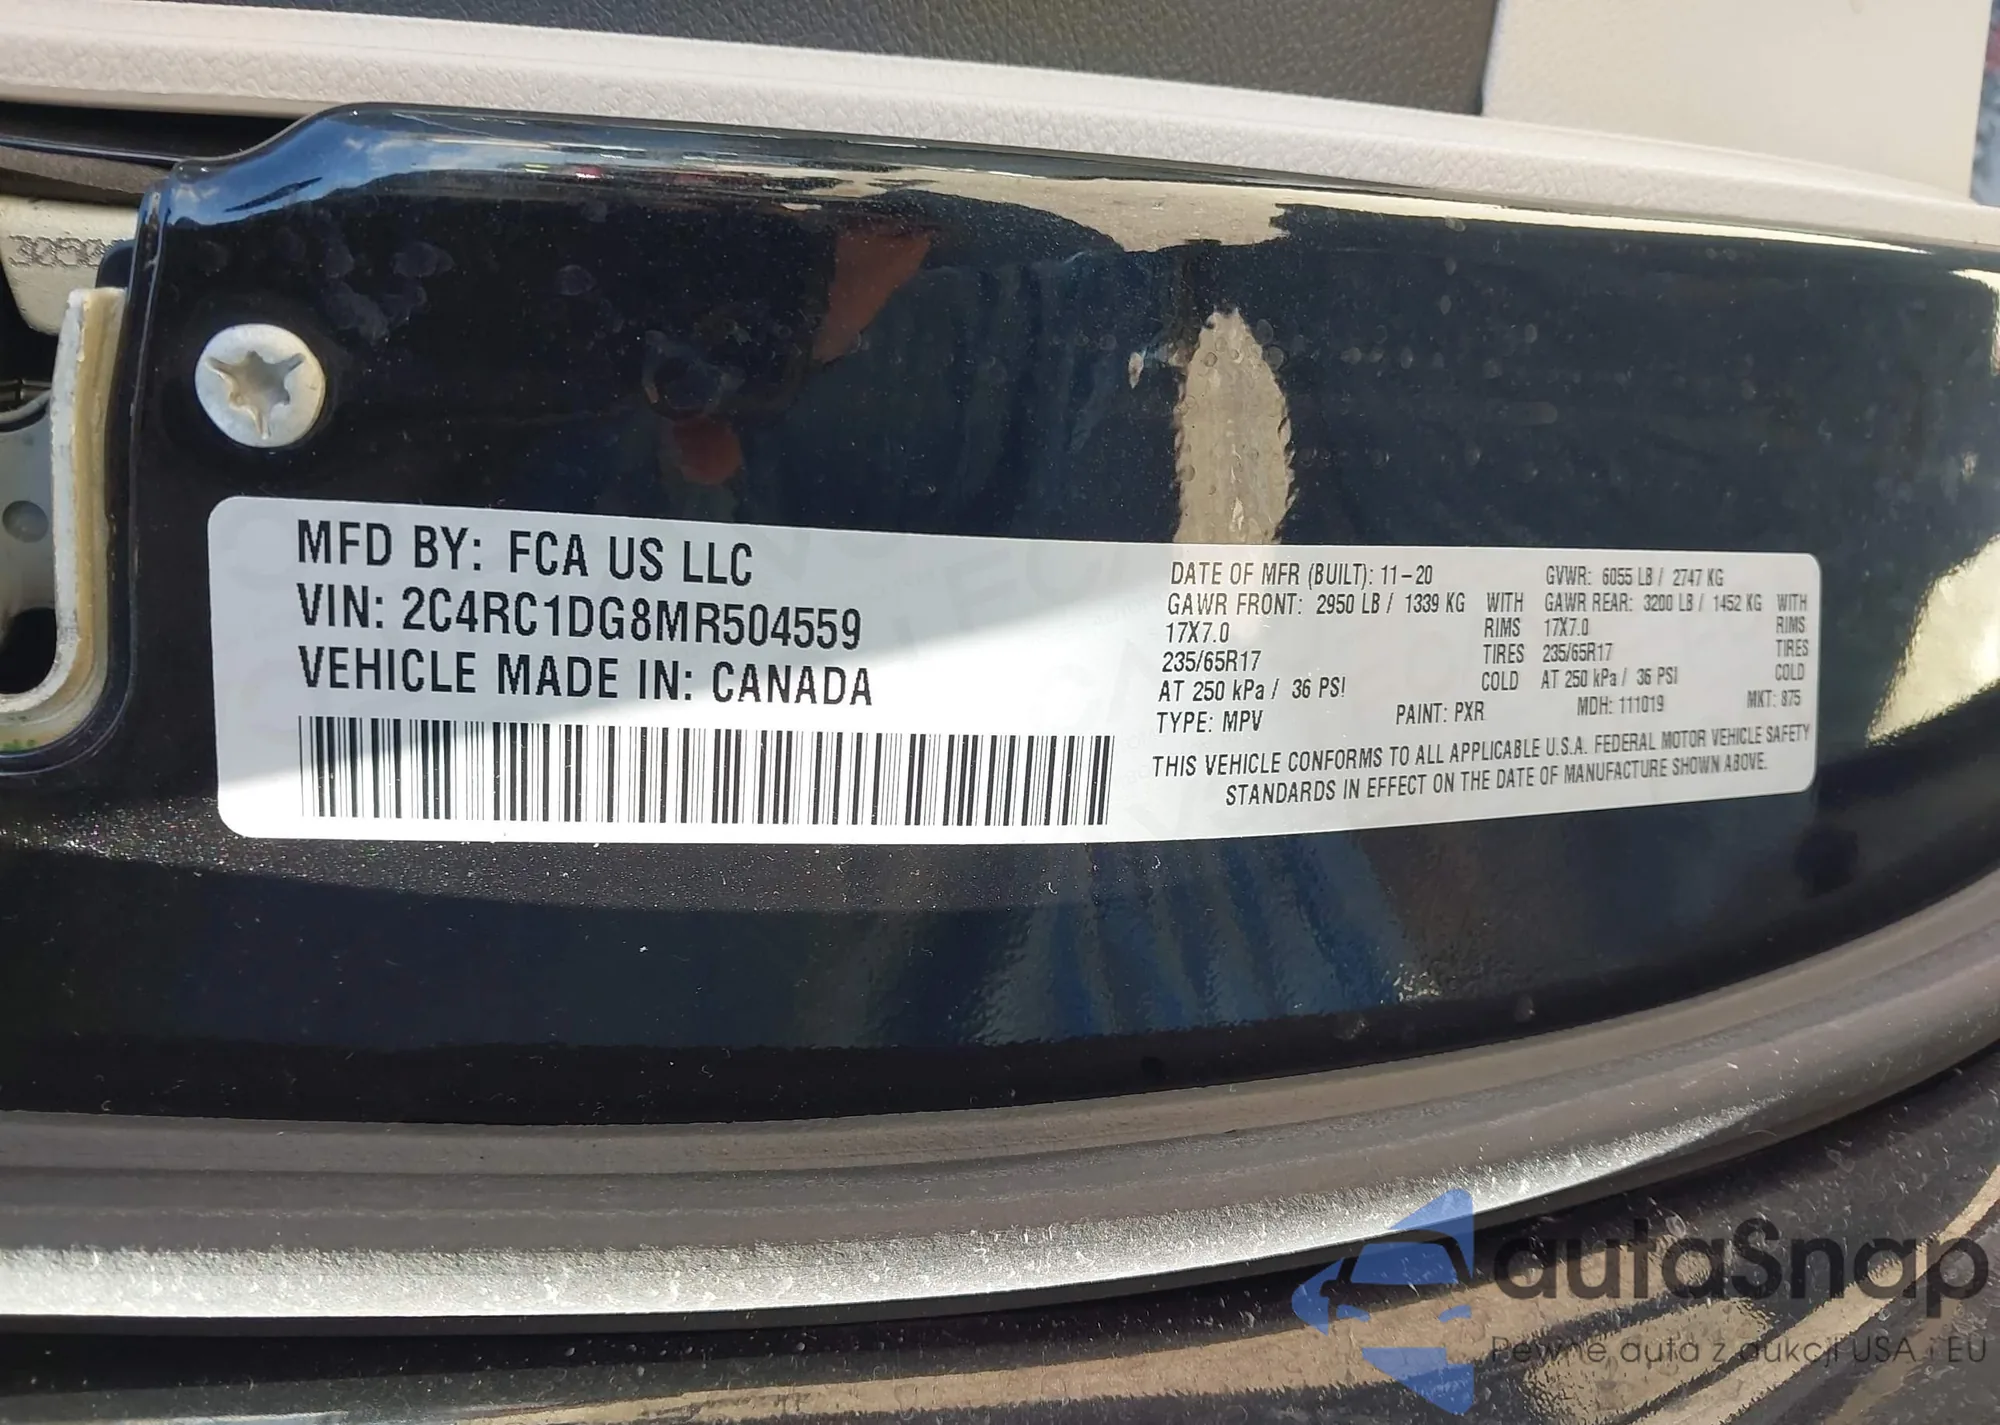 3050
MFD BY: FCA US LLC
VIN: 2C4RC1DG8MR504559
VEHICLE MADE IN: CANADA
DATE OF MFR (BUILT): 11-20 GVWR: 6055 LB / 2747 KG
GAWR FRONT: 2950 LB / 1339 KG WITH GAWR REAR: 3200 LB / 1452 KG WITH
17X7.0 RIMS 17X7.0 RIMS
235/65R17 TIRES 235/65R17 TIRES
AT 250 kPa / 36 PSI COLD AT 250 kPa / 36 PSI COLD
TYPE: MPV PAINT: PXR MDH: 111019 MKT: 875
THIS VEHICLE CONFORMS TO ALL APPLICABLE U.S.A. FEDERAL MOTOR VEHICLE SAFETY
STANDARDS IN EFFECT ON THE DATE OF MANUFACTURE SHOWN ABOVE.
autaSnap
Pewne auta z aukcji USA i EU